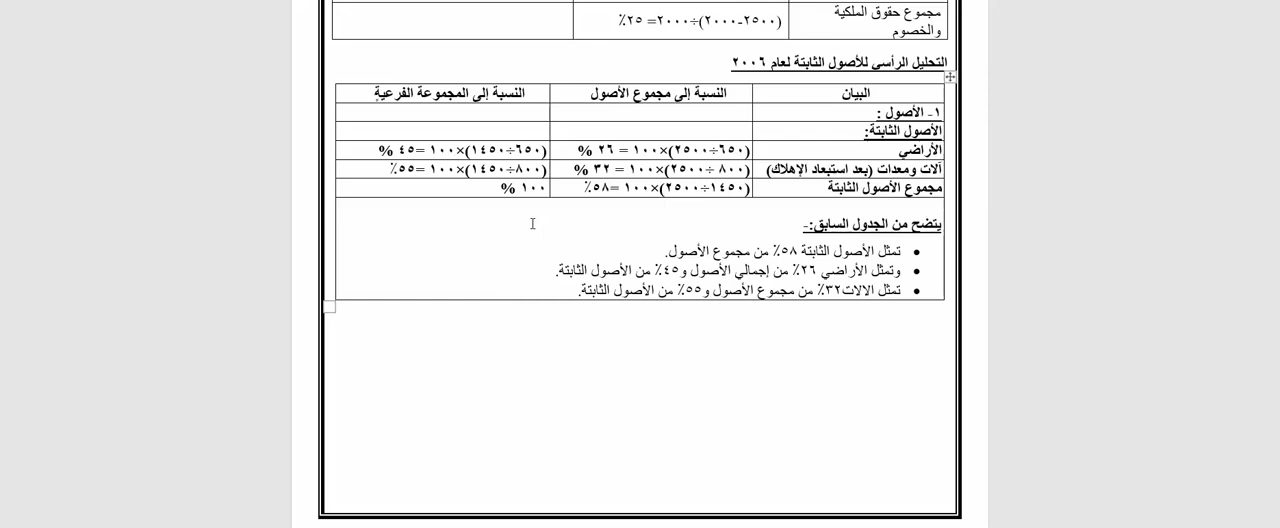 مجموع حقوق الملكية والخصوم (٢٥٠٠-٢٠٠٠)÷٢٠٠٠= ٢٥٪
التحليل الرأسي للأصول الثابتة لعام ٢٠٠٦
البيان النسبة إلى مجموع الأصول النسبة إلى المجموعة الفرعية
١- الأصول :
الأصول الثابتة:
الأراضي (٦٥٠÷٢٥٠٠)×١٠٠ = ٢٦ % (٦٥٠÷١٤٥٠)×١٠٠ =٤٥ %
آلات ومعدات (بعد استبعاد الإهلاك) (٨٠٠ ÷٢٥٠٠)×١٠٠ = ٣٢ % (٨٠٠÷١٤٥٠)×١٠٠ =٥٥٪
مجموع الأصول الثابتة (١٤٥٠÷٢٥٠٠)×١٠٠ =٥٨٪ ١٠٠ %
يتضح من الجدول السابق:-
• تمثل الأصول الثابتة ٥٨٪ من مجموع الأصول.
• وتمثل الأراضي ٢٦٪ من إجمالي الأصول و٤٥٪ من الأصول الثابتة.
• تمثل الالات٣٢٪ من مجموع الأصول و٥٥٪ من الأصول الثابتة.